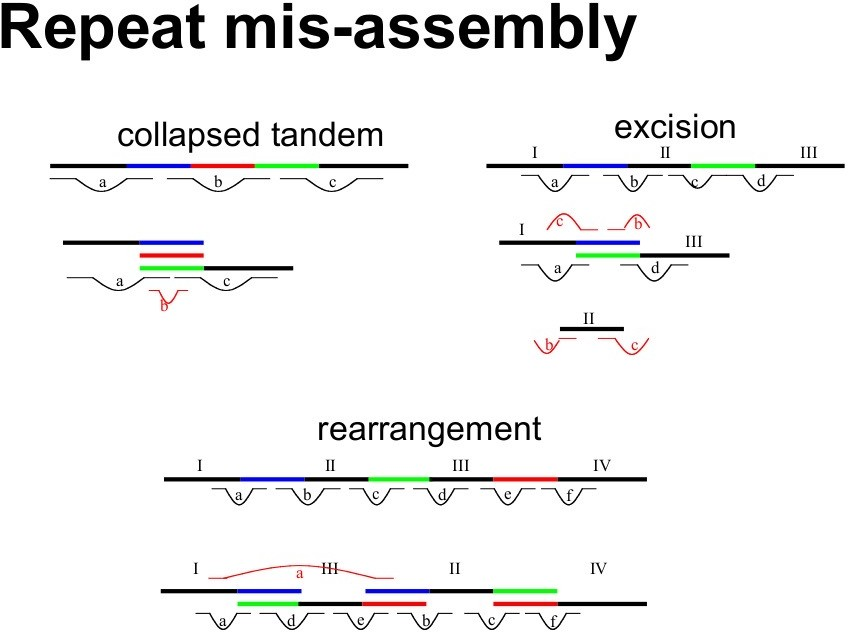 Repeat mis-assembly
collapsed tandem
a b c
a c
b
excision
I II III
a b c d
c b
I III
a d
II
b c
rearrangement
I II III IV
a b c d e f
I a III II IV
a d e b c f